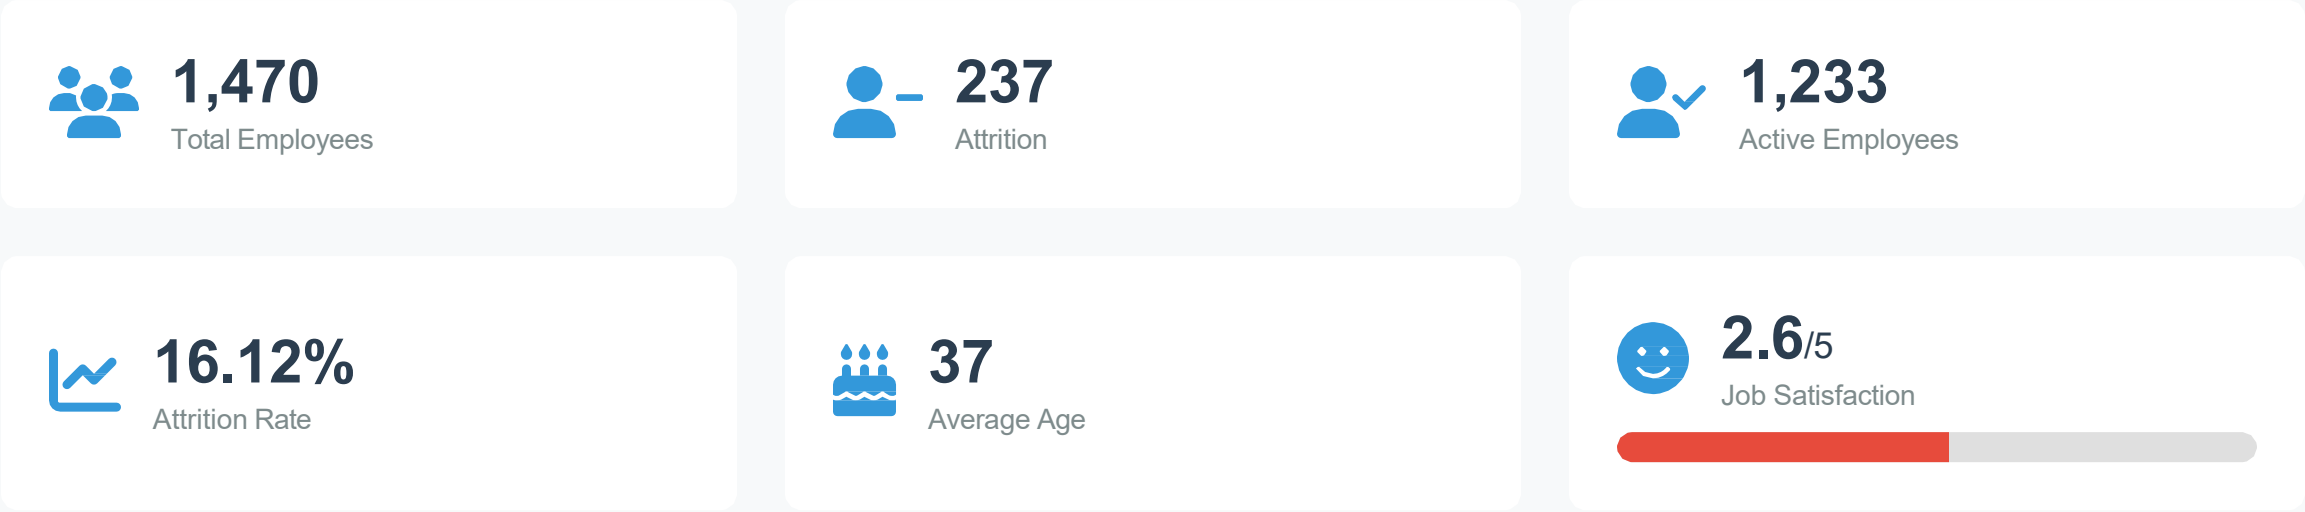 1,470
Total Employees
237
Attrition
1,233
Active Employees
16.12%
Attrition Rate
37
Average Age
2.6/5
Job Satisfaction